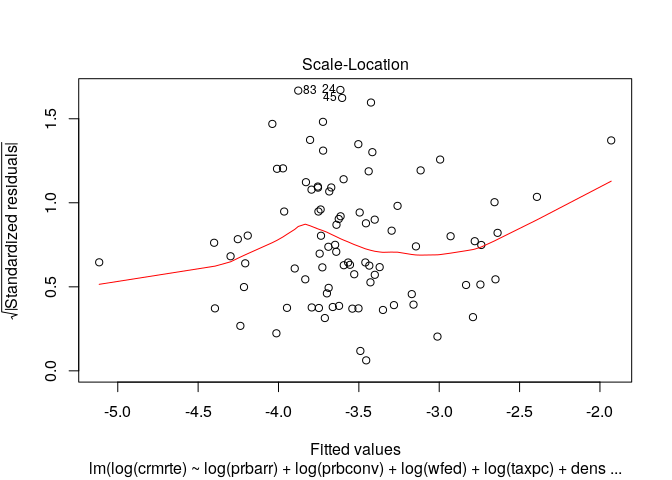 Scale-Location
83
24
45
√|Standardized residuals|
1.5
1.0
0.5
0.0
-5.0 -4.5 -4.0 -3.5 -3.0 -2.5 -2.0
Fitted values
lm(log(crmrte) ~ log(prbarr) + log(prbconv) + log(wfed) + log(taxpc) + dens ...